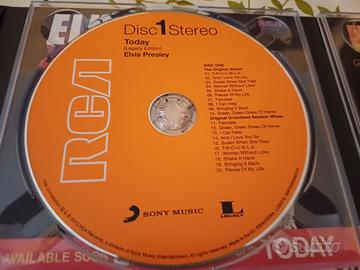 ELVIS
Disc 1 Stereo
Today
(Legacy Edition)
Elvis Presley
RCA
DISC ONE
The Original Album
01. T-R-O-U-B-L-E
02. And I Love You So
03. Susan When She Tried
04. Woman Without Love
05. Shake A Hand
06. Pieces Of My Life
07. Fairytale
08. I Can Help
09. Bringing It Back
10. Green, Green Grass Of Home
Original Undubbed Session Mixes
11. Fairytale
12. Green, Green Grass Of Home
13. I Can Help
14. And I Love You So
15. Susan When She Tried
16. T-R-O-U-B-L-E
17. Woman Without Love
18. Shake A Hand
19. Bringing It Back
20. Pieces Of My Life
SONY MUSIC
L
LEGACY
AVAILABLE SOON
TODAY
subito